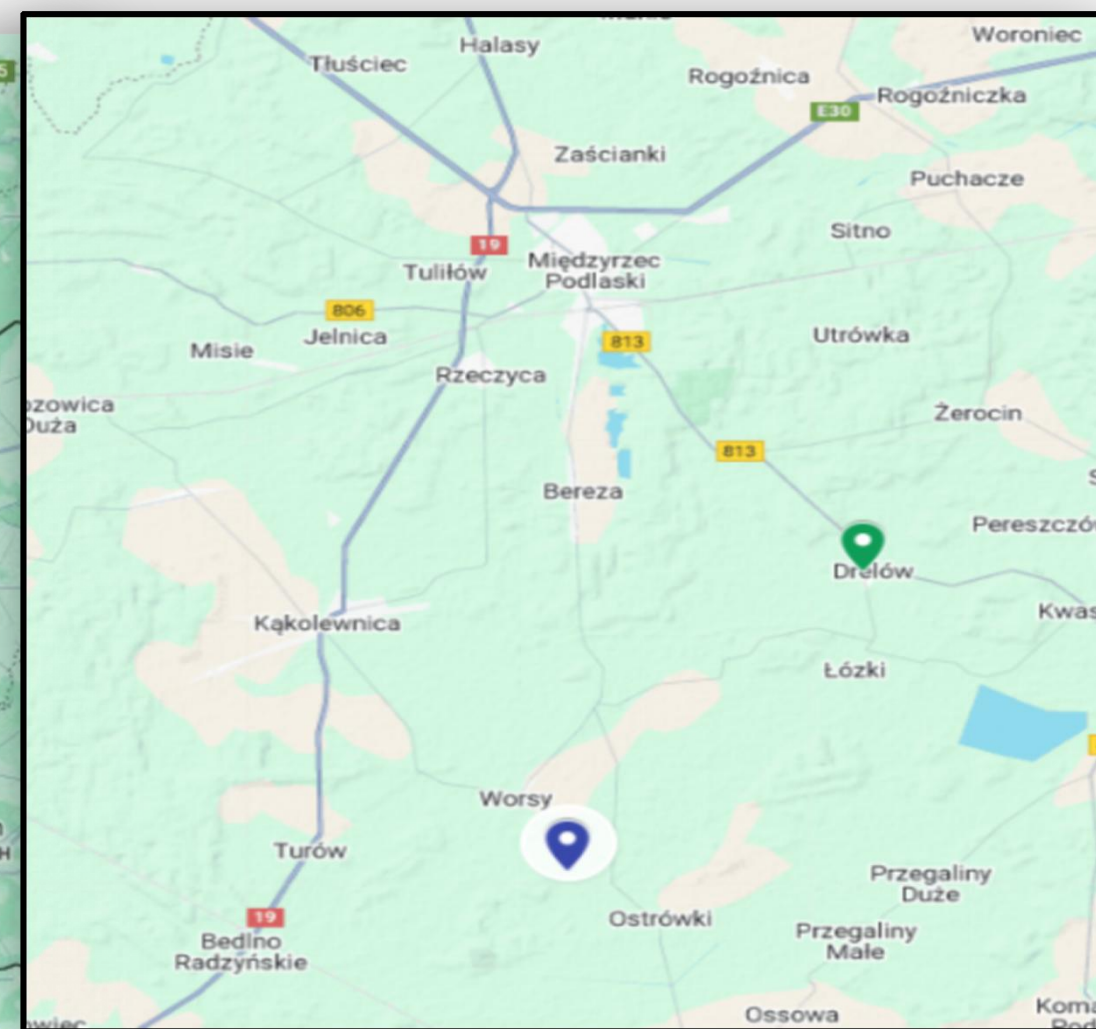 Woroniec
Halasy
Tłuściec
Rogoźnica
Rogoźniczka
E30
Zaścianki
Puchacze
Sitno
19
Międzyrzec
Podlaski
Tuliłów
806
Jelnica
Utrówka
813
Misie
Rzeczyca
Żerocin
Duża
813
Bereza
Drelów
Kąkolewnica
Łózki
Worsy
Turów
Przegaliny
Duże
19
Ostrówki
Przegaliny
Małe
Bedlno
Radzyńskie
Ossowa